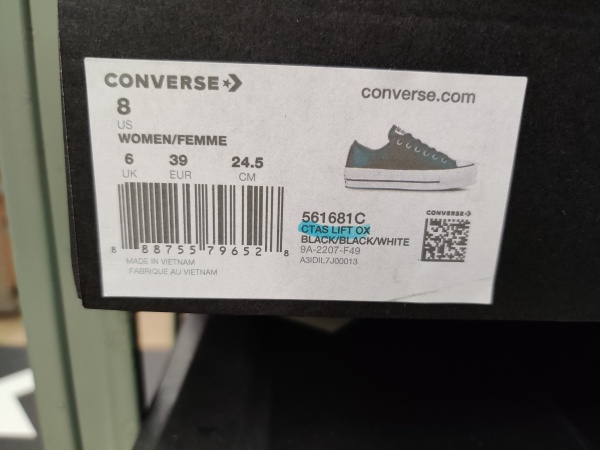 CONVERSE
converse.com
8
US
WOMEN/FEMME
6 39 24.5
UK EUR CM
8 88755 79652 8
MADE IN VIETNAM
FABRIQUE AU VIETNAM
561681C
CTAS LIFT OX
BLACK/BLACK/WHITE
9A-2207-F49
A3IDIL7J00013
CONVERSE